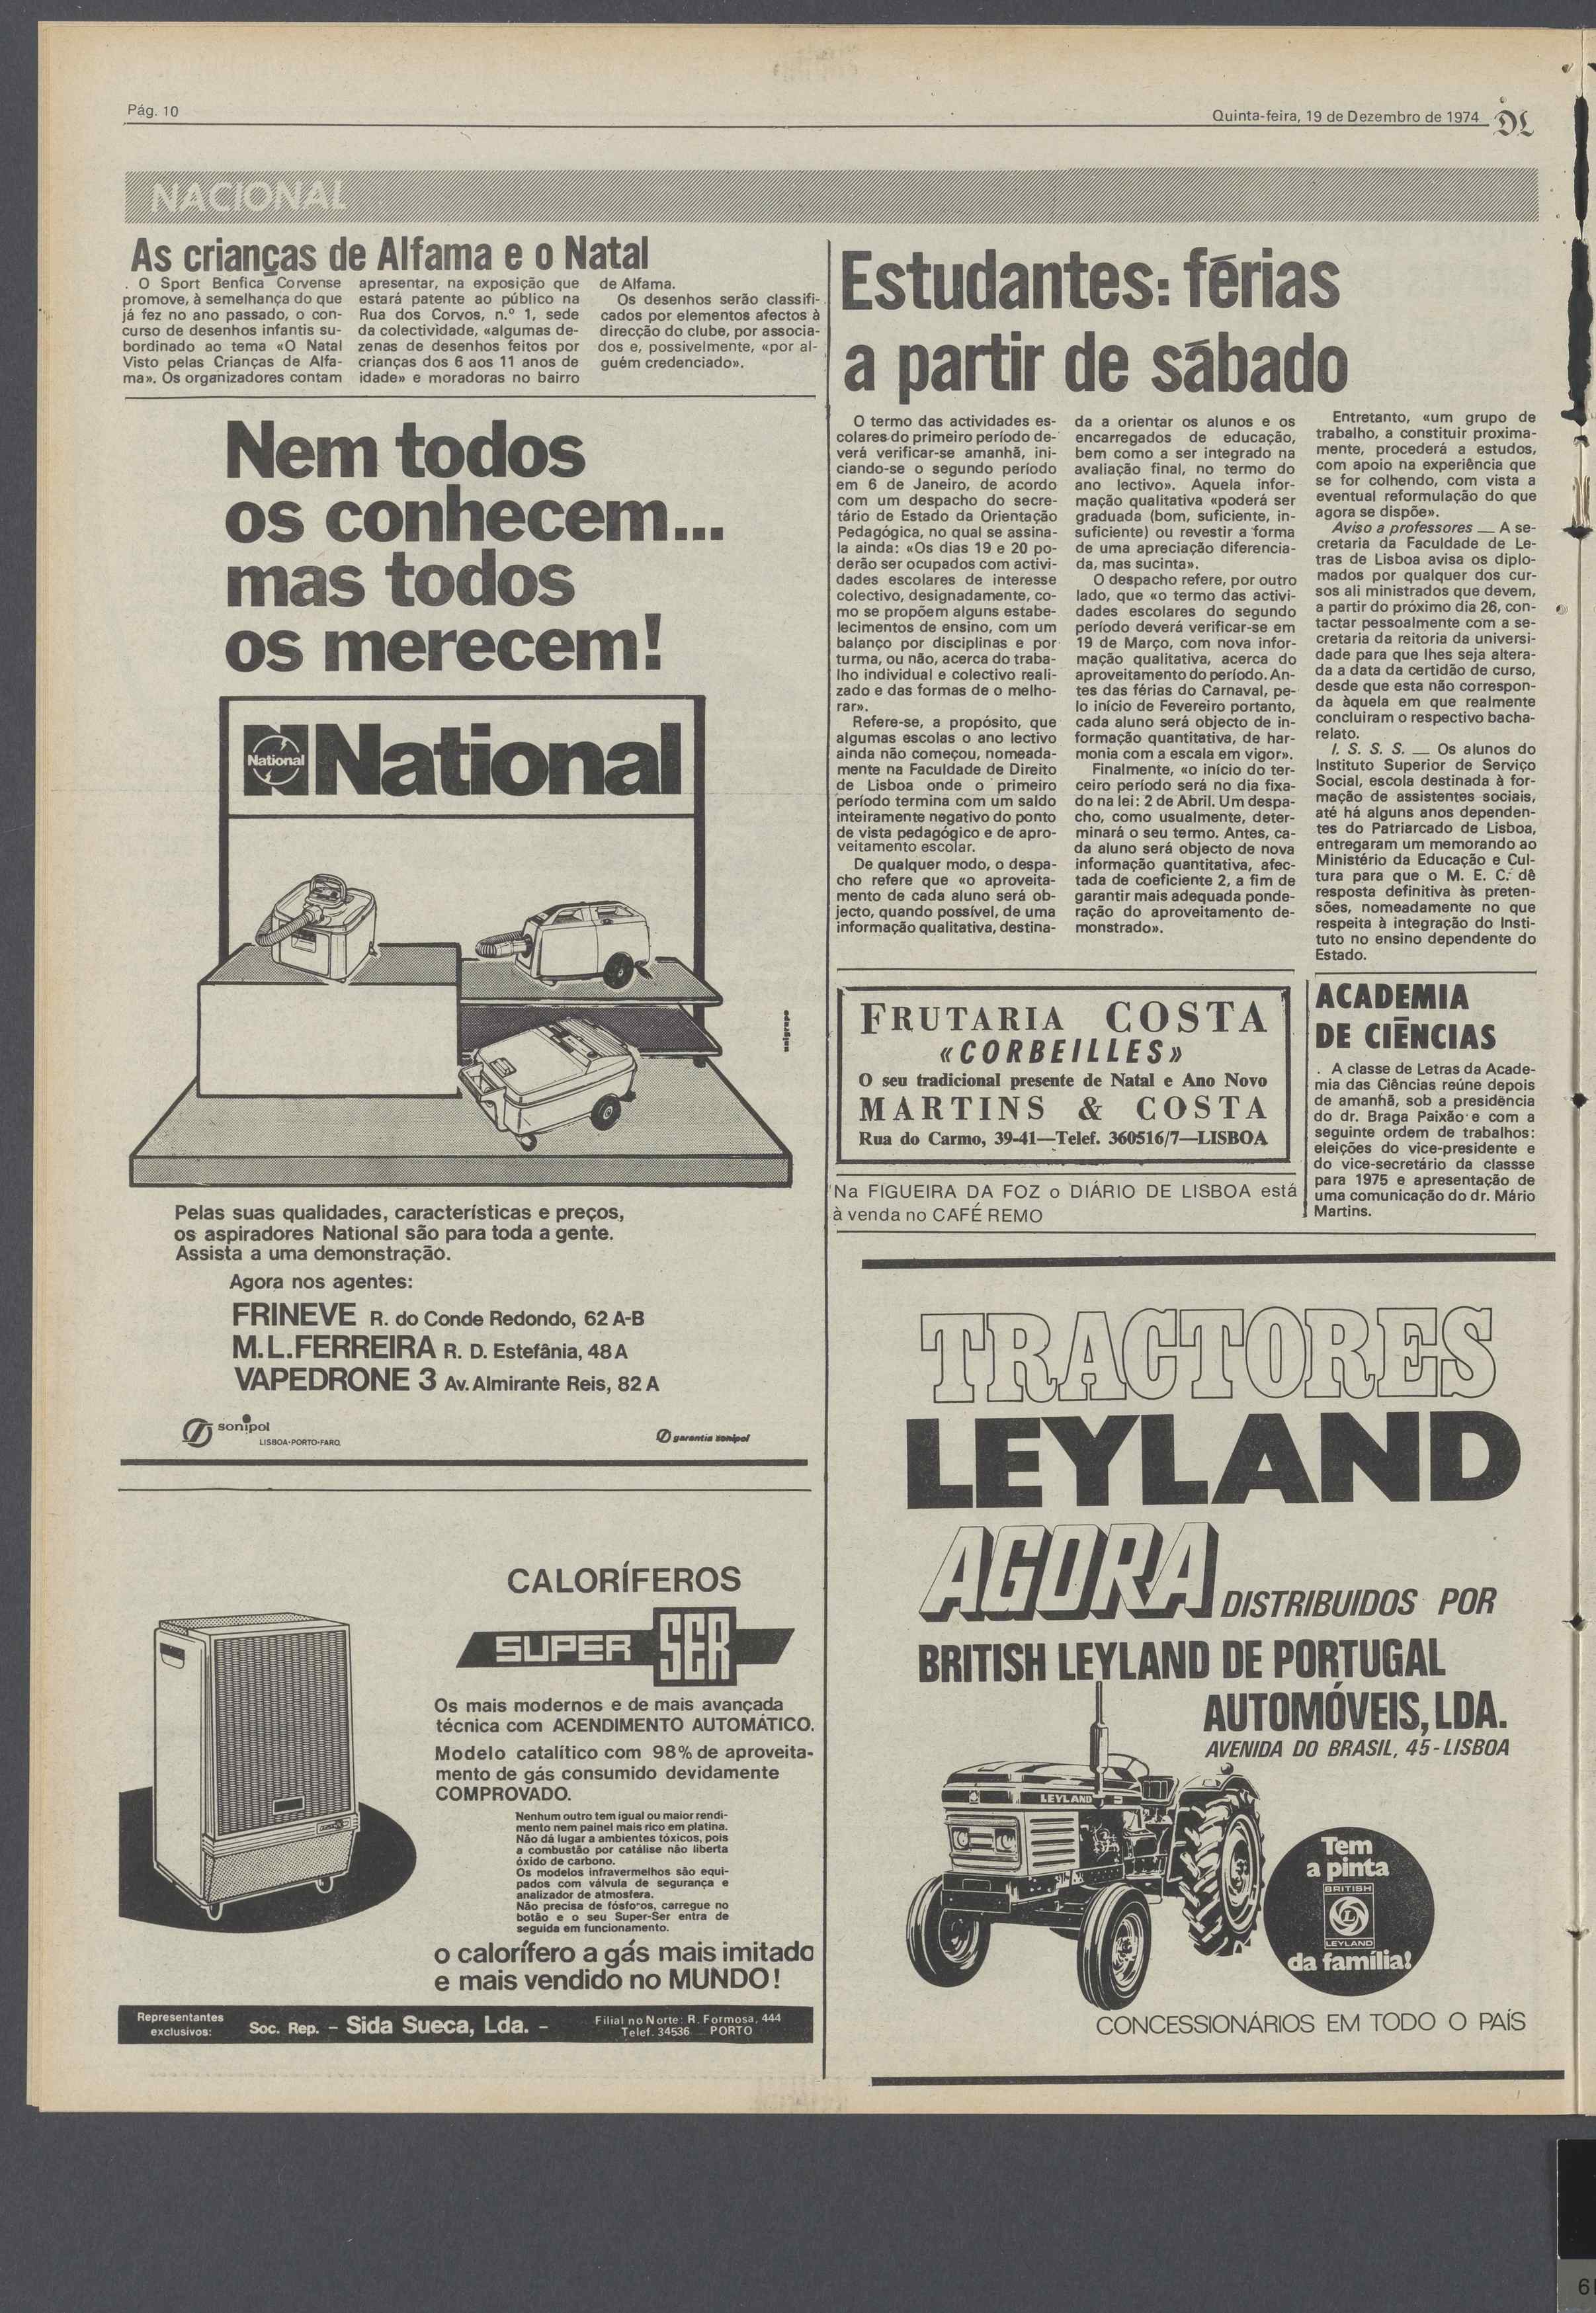 Pág. 10
Quinta-feira, 19 de Dezembro de 1974
DL
NACIONAL
As crianças de Alfama e o Natal
O Sport Benfica Corvense
promove, à semelhança do que
já fez no ano passado, o con-
curso de desenhos infantis su-
bordinado ao tema «O Natal
Visto pelas Crianças de Alfa-
ma». Os organizadores contam
apresentar, na exposição que
estará patente ao público na
Rua dos Corvos, n.º 1, sede
da colectividade, «algumas de-
zenas de desenhos feitos por
crianças dos 6 aos 11 anos de
idade» e moradoras no bairro
de Alfama.
Os desenhos serão classifi-
cados por elementos afectos à
direcção do clube, por associa-
dos e, possivelmente, «por al-
guém credenciado».
Nem todos
os conhecem...
mas todos
os merecem!
National
National
unigrupo
Pelas suas qualidades, características e preços,
os aspiradores National são para toda a gente.
Assista a uma demonstração.
Agora nos agentes:
FRINEVE R. do Conde Redondo, 62 A-B
M.L.FERREIRA R. D. Estefânia, 48 A
VAPEDRONE 3 Av. Almirante Reis, 82 A
sonipol
LISBOA-PORTO-FARO
garantia sonipol
CALORÍFEROS
SUPER SER
Os mais modernos e de mais avançada
técnica com ACENDIMENTO AUTOMÁTICO.
Modelo catalítico com 98% de aproveita-
mento de gás consumido devidamente
COMPROVADO.
Nenhum outro tem igual ou maior rendi-
mento nem painel mais rico em platina.
Não dá lugar a ambientes tóxicos, pois
a combustão por catálise não liberta
óxido de carbono.
Os modelos infravermelhos são equi-
pados com válvula de segurança e
analizador de atmosfera.
Não precisa de fósforos, carregue no
botão e o seu Super-Ser entra de
seguida em funcionamento.
o calorífero a gás mais imitado
e mais vendido no MUNDO!
Representantes
exclusivos:
Soc. Rep. - Sida Sueca, Lda. -
Filial no Norte: R. Formosa, 444
Telef. 34536 PORTO
Estudantes: férias
a partir de sábado
O termo das actividades es-
colares do primeiro período de-
verá verificar-se amanhã, ini-
ciando-se o segundo período
em 6 de Janeiro, de acordo
com um despacho do secre-
tário de Estado da Orientação
Pedagógica, no qual se assina-
la ainda: «Os dias 19 e 20 po-
derão ser ocupados com activi-
dades escolares de interesse
colectivo, designadamente, co-
mo se propõem alguns estabe-
lecimentos de ensino, com um
balanço por disciplinas e por
turma, ou não, acerca do traba-
lho individual e colectivo reali-
zado e das formas de o melho-
rar».
Refere-se, a propósito, que
algumas escolas o ano lectivo
ainda não começou, nomeada-
mente na Faculdade de Direito
de Lisboa onde o primeiro
período termina com um saldo
inteiramente negativo do ponto
de vista pedagógico e de apro-
veitamento escolar.
De qualquer modo, o despa-
cho refere que «o aproveita-
mento de cada aluno será ob-
jecto, quando possível, de uma
informação qualitativa, destina-
da a orientar os alunos e os
encarregados de educação,
bem como a ser integrado na
avaliação final, no termo do
ano lectivo». Aquela infor-
mação qualitativa «poderá ser
graduada (bom, suficiente, in-
suficiente) ou revestir a forma
de uma apreciação diferencia-
da, mas sucinta».
O despacho refere, por outro
lado, que «o termo das activi-
dades escolares do segundo
período deverá verificar-se em
19 de Março, com nova infor-
mação qualitativa, acerca do
aproveitamento do período. An-
tes das férias do Carnaval, pe-
lo início de Fevereiro portanto,
cada aluno será objecto de in-
formação quantitativa, de har-
monia com a escala em vigor».
Finalmente, «o início do ter-
ceiro período será no dia fixa-
do na lei: 2 de Abril. Um despa-
cho, como usualmente, deter-
minará o seu termo. Antes, ca-
da aluno será objecto de nova
informação quantitativa, afec-
tada de coeficiente 2, a fim de
garantir mais adequada ponde-
ração do aproveitamento de-
monstrado».
Entretanto, «um grupo de
trabalho, a constituir proxima-
mente, procederá a estudos,
com apoio na experiência que
se for colhendo, com vista a
eventual reformulação do que
agora se dispõe».
Aviso a professores — A se-
cretaria da Faculdade de Le-
tras de Lisboa avisa os diplo-
mados por qualquer dos cur-
sos ali ministrados que devem,
a partir do próximo dia 26, con-
tactar pessoalmente com a se-
cretaria da reitoria da universi-
dade para que lhes seja altera-
da a data da certidão de curso,
desde que esta não correspon-
da àquela em que realmente
concluiram o respectivo bacha-
relato.
I. S. S. S. — Os alunos do
Instituto Superior de Serviço
Social, escola destinada à for-
mação de assistentes sociais,
até há alguns anos dependen-
tes do Patriarcado de Lisboa,
entregaram um memorando ao
Ministério da Educação e Cul-
tura para que o M. E. C. dê
resposta definitiva às preten-
sões, nomeadamente no que
respeita à integração do Insti-
tuto no ensino dependente do
Estado.
FRUTARIA COSTA
«CORBEILLES»
O seu tradicional presente de Natal e Ano Novo
MARTINS & COSTA
Rua do Carmo, 39-41—Telef. 360516/7—LISBOA
Na FIGUEIRA DA FOZ o DIÁRIO DE LISBOA está
à venda no CAFÉ REMO
ACADEMIA
DE CIÊNCIAS
A classe de Letras da Acade-
mia das Ciências reúne depois
de amanhã, sob a presidência
do dr. Braga Paixão e com a
seguinte ordem de trabalhos:
eleições do vice-presidente e
do vice-secretário da classse
para 1975 e apresentação de
uma comunicação do dr. Mário
Martins.
TRACTORES
LEYLAND
AGORA DISTRIBUIDOS POR
BRITISH LEYLAND DE PORTUGAL
AUTOMÓVEIS, LDA.
AVENIDA DO BRASIL, 45-LISBOA
LEYLAND
Tem
a pinta
BRITISH
L
LEYLAND
da família!
CONCESSIONÁRIOS EM TODO O PAÍS